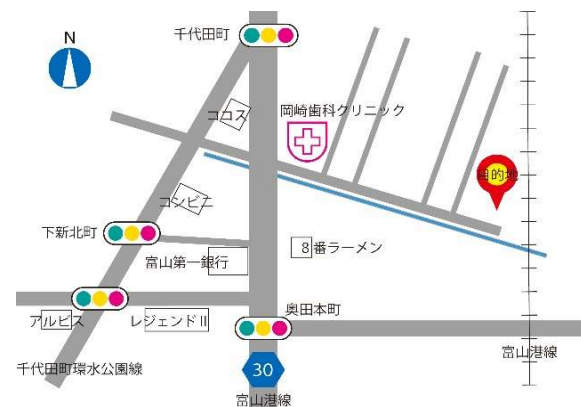 千代田町
N
ココス
岡崎歯科クリニック
目的地
コンビニ
下新北町
8番ラーメン
富山第一銀行
アルビス
レジェンドⅡ
奥田本町
富山港線
千代田町環水公園線
30
富山港線